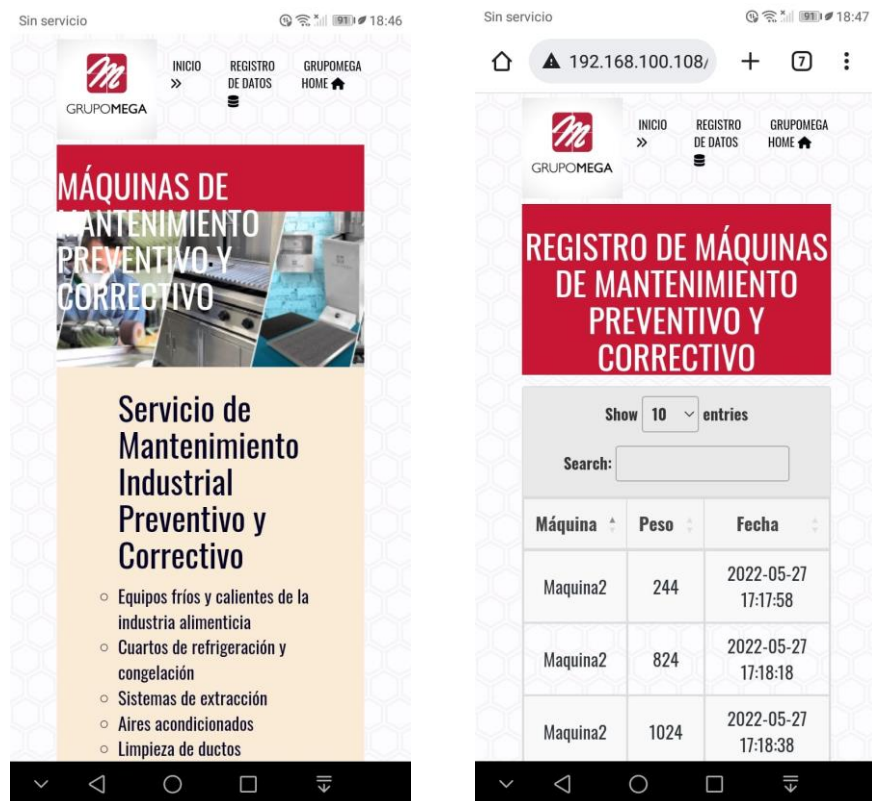 Sin servicio 91 18:46
GRUPOMEGA
INICIO
REGISTRO
DE DATOS
GRUPOMEGA
HOME
MÁQUINAS DE
MANTENIMIENTO
PREVENTIVO Y
CORRECTIVO
Servicio de
Mantenimiento
Industrial
Preventivo y
Correctivo
Equipos fríos y calientes de la
industria alimenticia
Cuartos de refrigeración y
congelación
Sistemas de extracción
Aires acondicionados
Limpieza de ductos
Sin servicio 91 18:47
192.168.100.108/ 7
GRUPOMEGA
INICIO
REGISTRO
DE DATOS
GRUPOMEGA
HOME
REGISTRO DE MÁQUINAS
DE MANTENIMIENTO
PREVENTIVO Y
CORRECTIVO
Show 10 entries
Search:
Máquina Peso Fecha
Maquina2 244 2022-05-27
17:17:58
Maquina2 824 2022-05-27
17:18:18
Maquina2 1024 2022-05-27
17:18:38